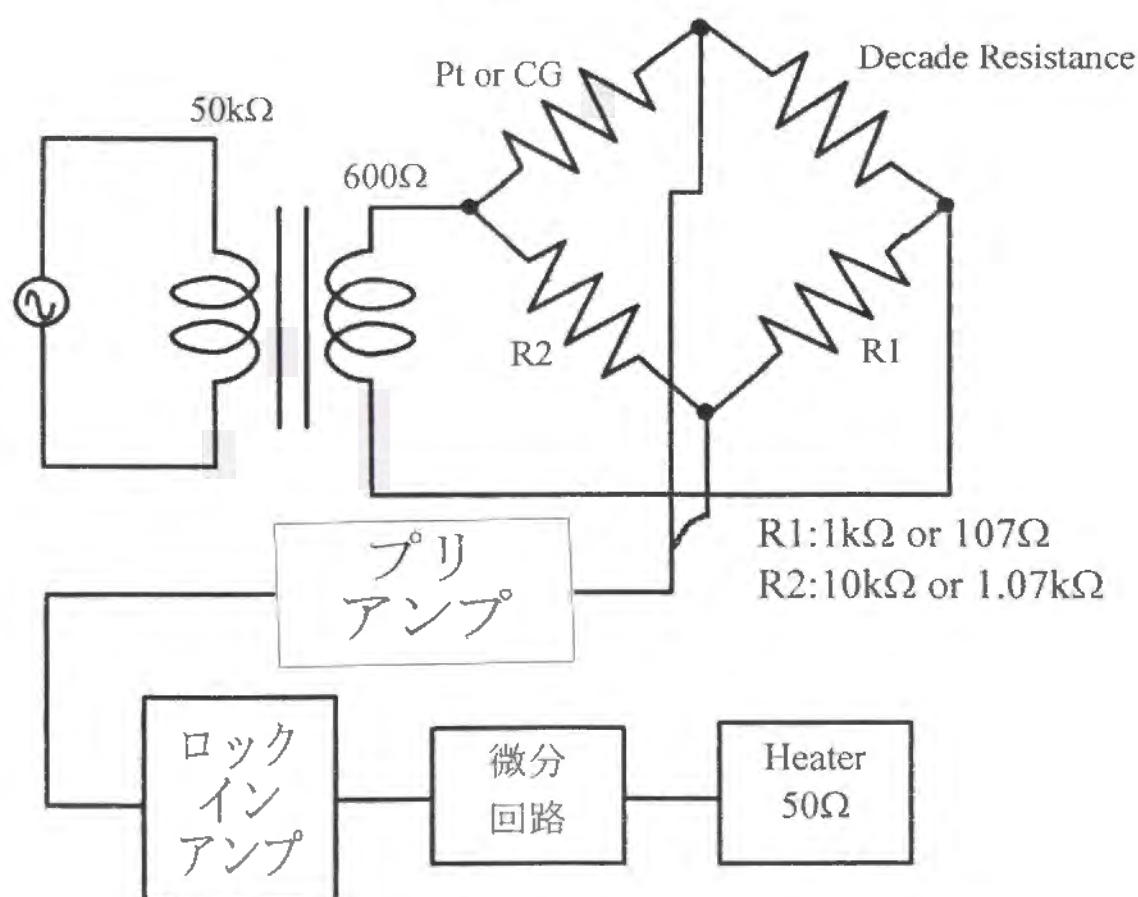 Pt or CG
Decade Resistance
50kΩ
600Ω
R2
R1
R1:1kΩ or 107Ω
R2:10kΩ or 1.07kΩ
プリ
アンプ
ロック
イン
アンプ
微分
回路
Heater
50Ω